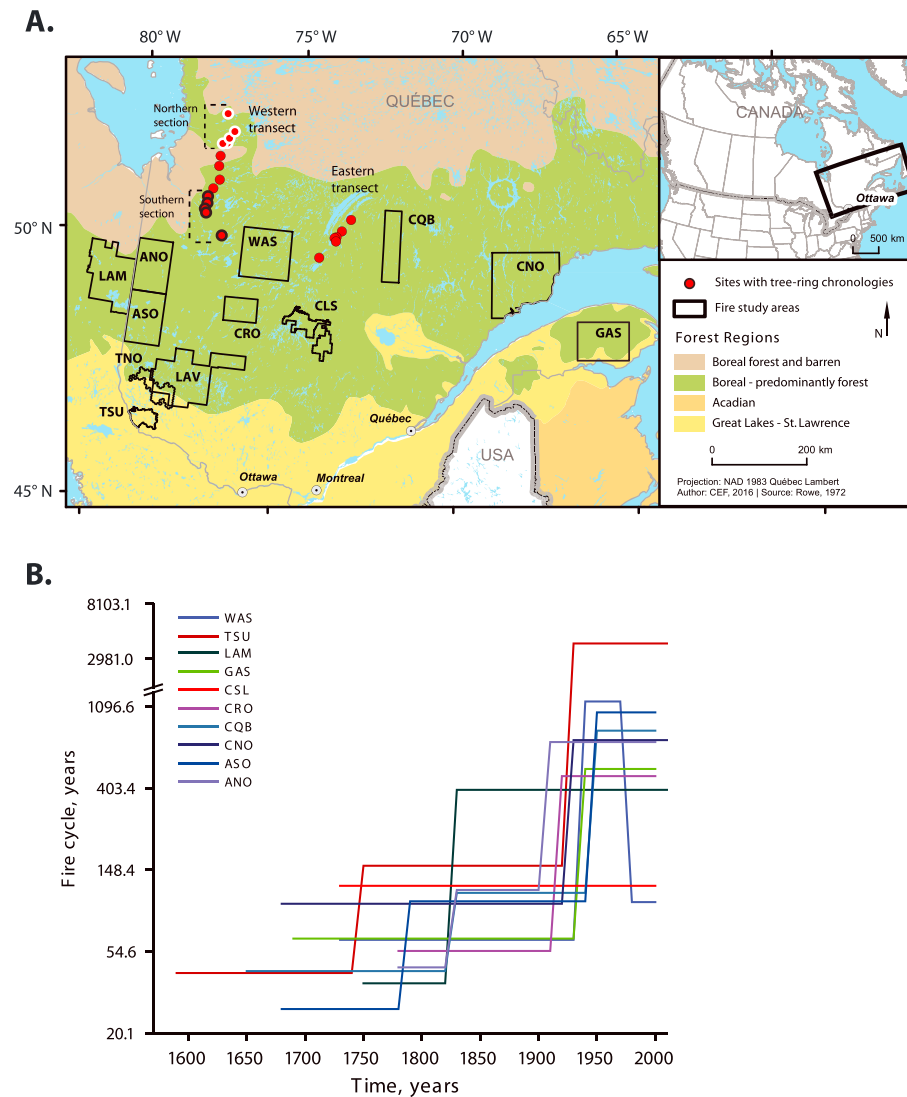 A.
80° W
75° W
70° W
65° W
50° N
45° N
QUÉBEC
Northern
section
Western
transect
Eastern
transect
Southern
section
CQB
WAS
ANO
LAM
CNO
ASO
CLS
CRO
GAS
TNO
LAV
TSU
Québec
USA
Ottawa
Montreal
CANADA
Ottawa
0 500 km
Sites with tree-ring chronologies
Fire study areas
N
Forest Regions
Boreal forest and barren
Boreal - predominantly forest
Acadian
Great Lakes - St. Lawrence
0 200 km
Projection: NAD 1983 Québec Lambert
Author: CEF, 2016 | Source: Rowe, 1972
B.
8103.1
2981.0
1096.6
403.4
148.4
54.6
20.1
Fire cycle, years
WAS
TSU
LAM
GAS
CSL
CRO
CQB
CNO
ASO
ANO
1600 1650 1700 1750 1800 1850 1900 1950 2000
Time, years